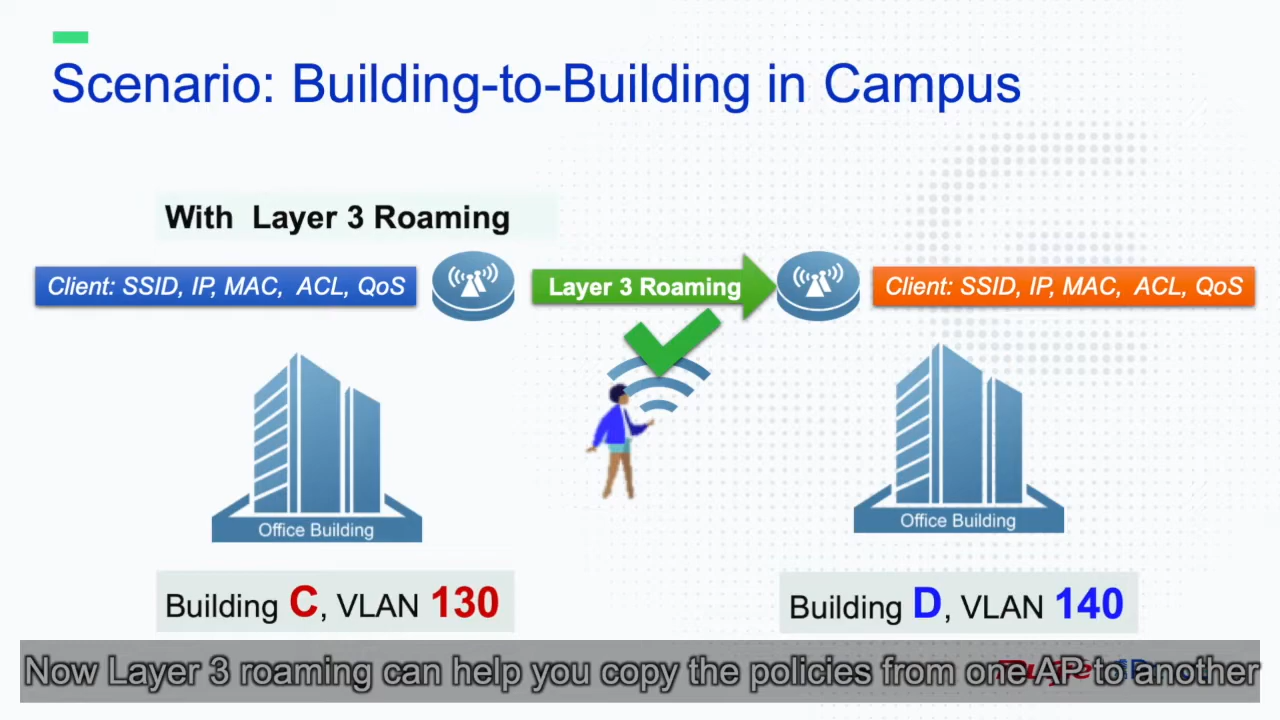 Scenario: Building-to-Building in Campus
With Layer 3 Roaming
Client: SSID, IP, MAC, ACL, QoS
Layer 3 Roaming
Client: SSID, IP, MAC, ACL, QoS
Office Building
Office Building
Building C, VLAN 130
Building D, VLAN 140
Now Layer 3 roaming can help you copy the policies from one AP to another